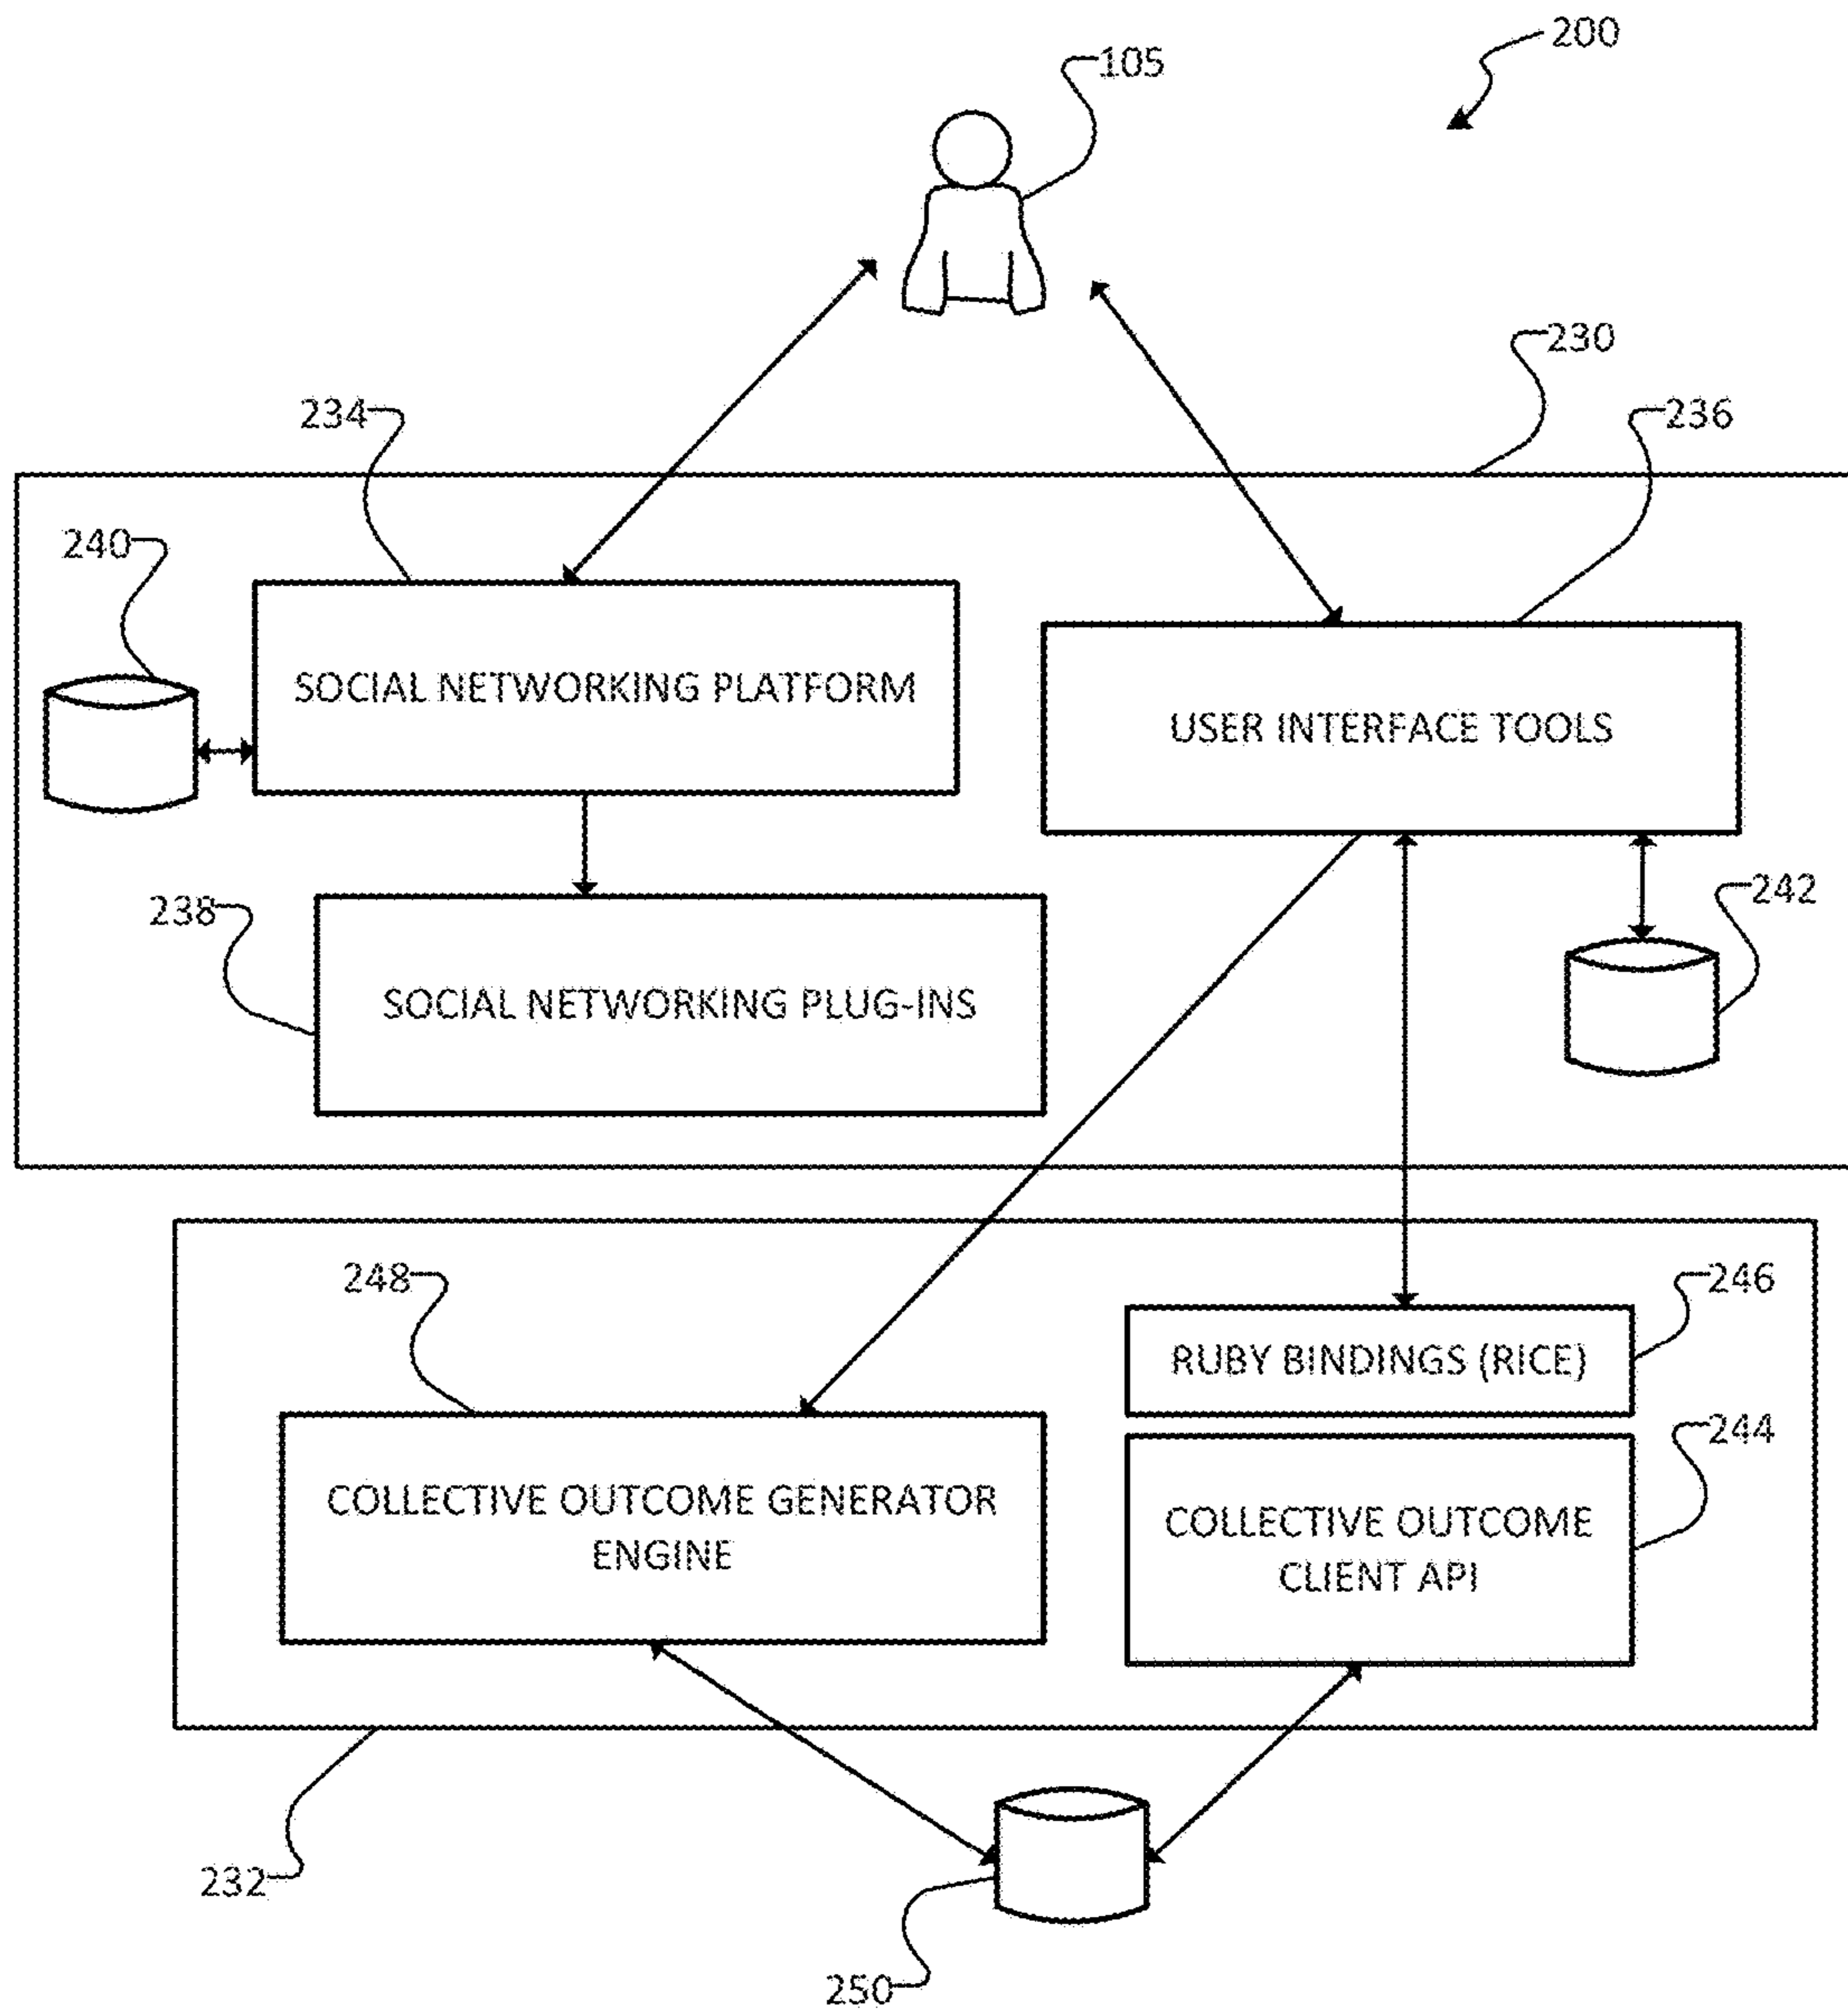 200
105
230
234
236
240
SOCIAL NETWORKING PLATFORM
USER INTERFACE TOOLS
238
242
SOCIAL NETWORKING PLUG-INS
248
246
RUBY BINDINGS (RICE)
244
COLLECTIVE OUTCOME GENERATOR
ENGINE
COLLECTIVE OUTCOME
CLIENT API
232
250